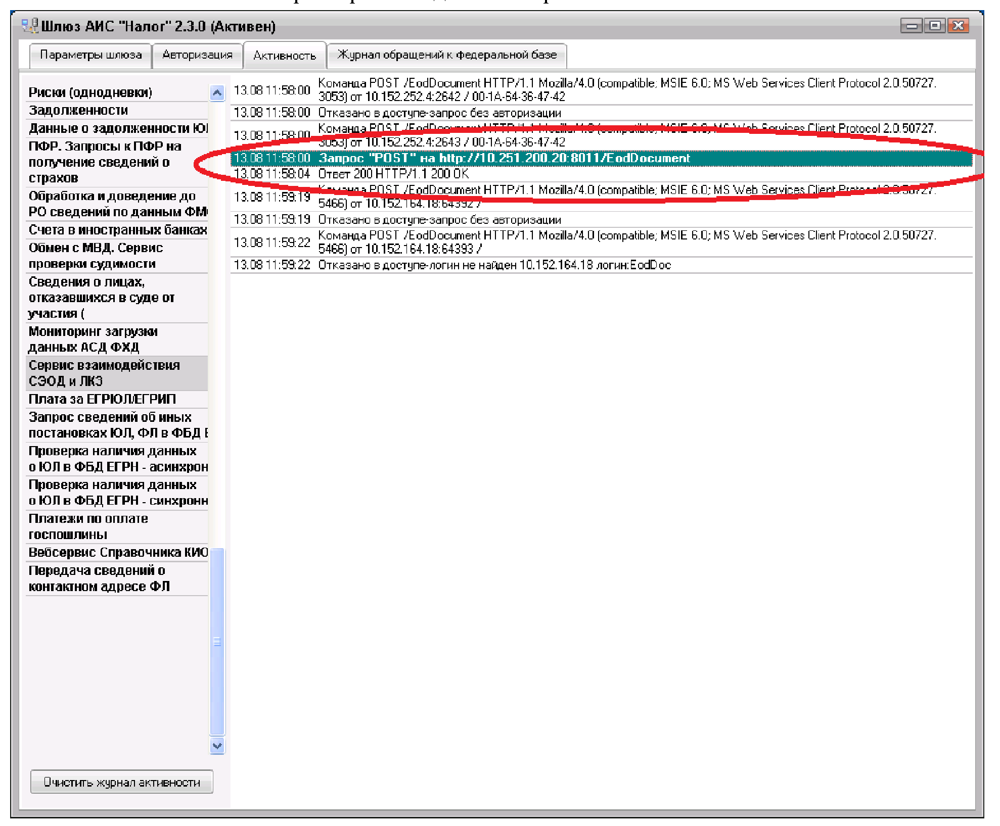 Шлюз АИС "Налог" 2.3.0 (Активен)
Параметры шлюза
Авторизация
Активность
Журнал обращений к федеральной базе
Риски (однодневки)
Задолженности
Данные о задолженности ЮЛ
ПФР. Запросы к ПФР на
получение сведений о
страхов
Обработка и доведение до
РО сведений по данным ФМ
Счета в иностранных банках
Обмен с МВД. Сервис
проверки судимости
Сведения о лицах,
отказавшихся в суде от
участия (
Мониторинг загрузки
данных АСД ФХД
Сервис взаимодействия
СЭОД и ЛКЗ
Плата за ЕГРЮЛ/ЕГРИП
Запрос сведений об иных
постановках ЮЛ, ФЛ в ФБД Е
Проверка наличия данных
о ЮЛ в ФБД ЕГРН - асинхрон
Проверка наличия данных
о ЮЛ в ФБД ЕГРН - синхронн
Платежи по оплате
госпошлины
Вебсервис Справочника КИО
Передача сведений о
контактном адресе ФЛ
Очистить журнал активности
13.08 11:58:00 Команда POST /EodDocument HTTP/1.1 Mozilla/4.0 (compatible; MSIE 6.0; MS Web Services Client Protocol 2.0.50727.
3053) от 10.152.252.4:2642 / 00-1A-64-36-47-42
13.08 11:58:00 Отказано в доступе-запрос без авторизации
13.08 11:58:00 Команда POST /EodDocument HTTP/1.1 Mozilla/4.0 (compatible; MSIE 6.0; MS Web Services Client Protocol 2.0.50727.
3053) от 10.152.252.4:2643 / 00-1A-64-36-47-42
13.08 11:58:00 Запрос "POST" на http://10.251.200.20:8011/EodDocument
13.08 11:58:04 Ответ 200 HTTP/1.1 200 OK
13.08 11:59:19 Команда POST /EodDocument HTTP/1.1 Mozilla/4.0 (compatible; MSIE 6.0; MS Web Services Client Protocol 2.0.50727.
5466) от 10.152.164.18:64392 /
13.08 11:59:19 Отказано в доступе-запрос без авторизации
13.08 11:59:22 Команда POST /EodDocument HTTP/1.1 Mozilla/4.0 (compatible; MSIE 6.0; MS Web Services Client Protocol 2.0.50727.
5466) от 10.152.164.18:64393 /
13.08 11:59:22 Отказано в доступе-логин не найден 10.152.164.18 логин:EodDoc